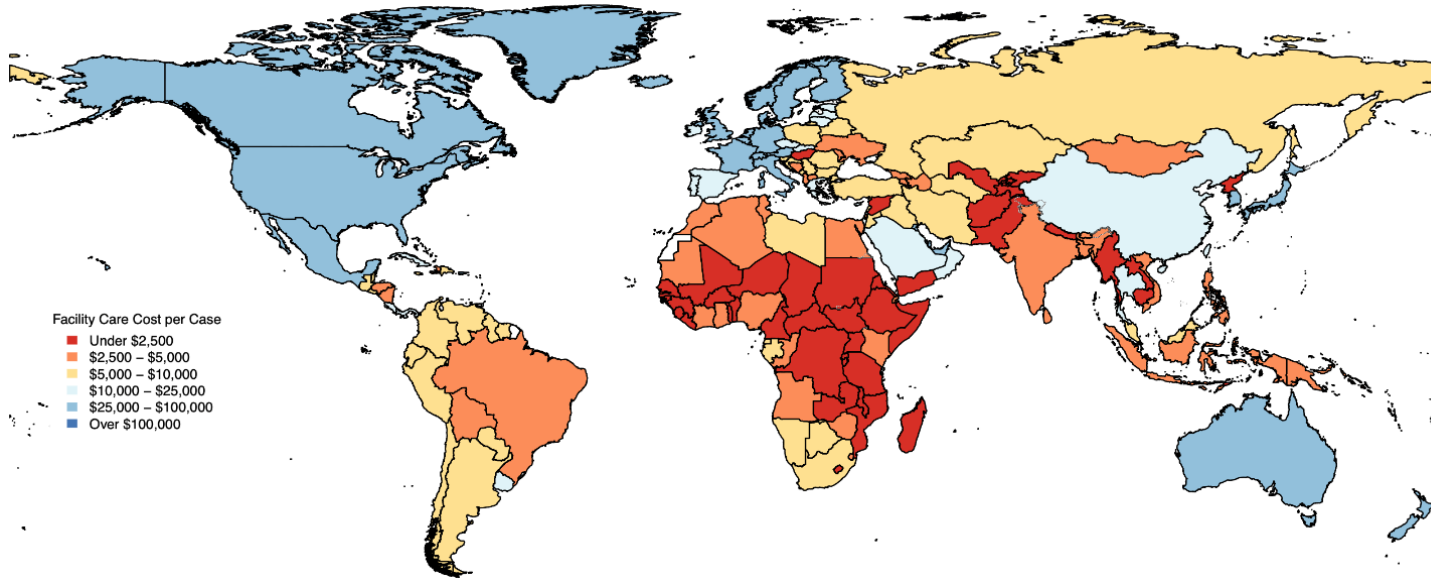 Facility Care Cost per Case
Under $2,500
$2,500 – $5,000
$5,000 – $10,000
$10,000 – $25,000
$25,000 – $100,000
Over $100,000